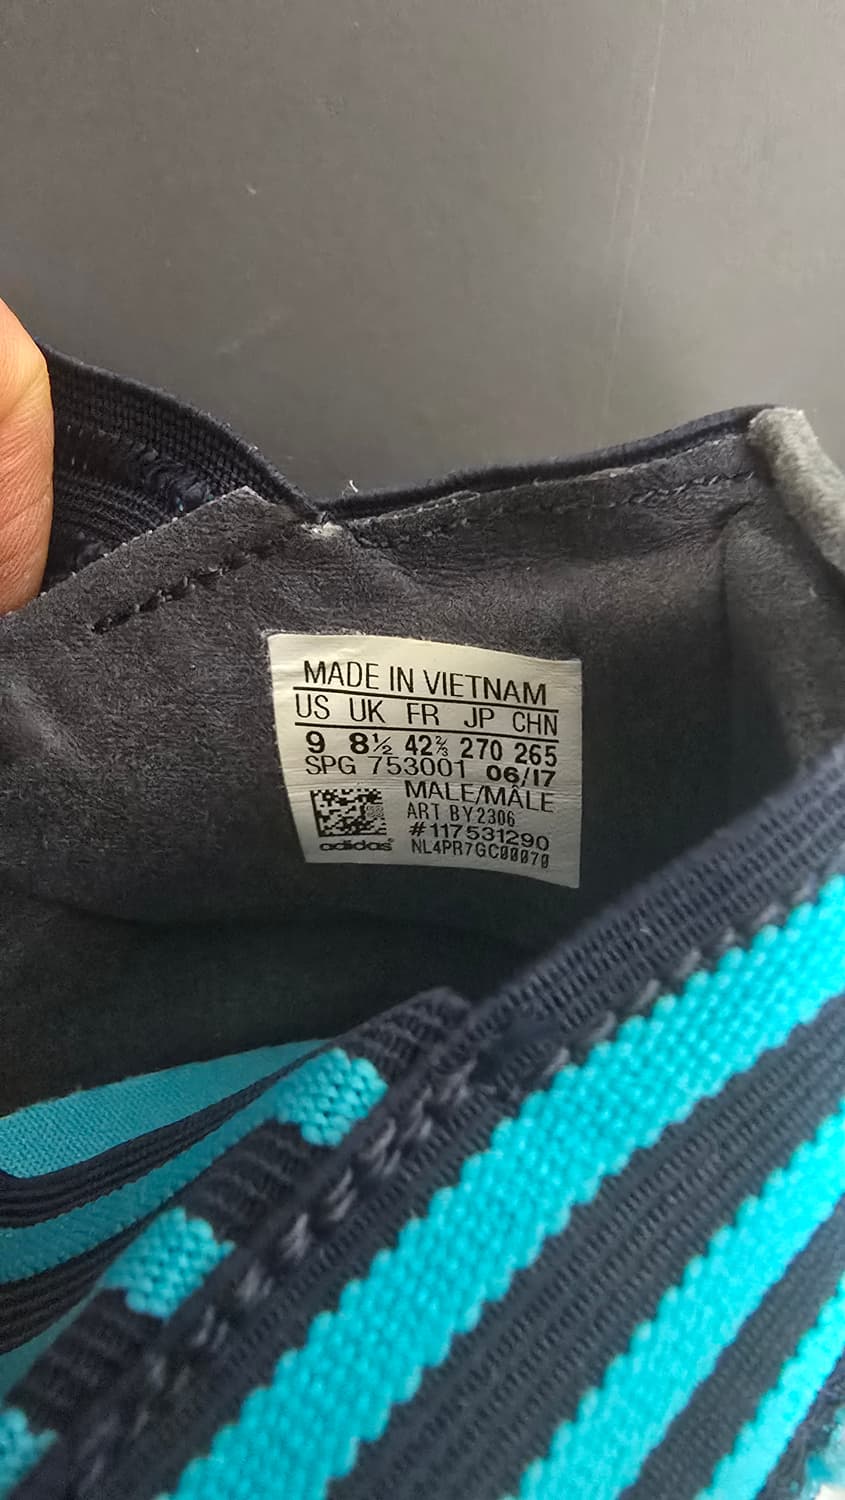 MADE IN VIETNAM
US UK FR JP CHN
9 8½ 42⅔ 270 265
SPG 753001 06/17
MALE/MÂLE
ART BY2306
#117531290
adidas NL4PR7GC00070